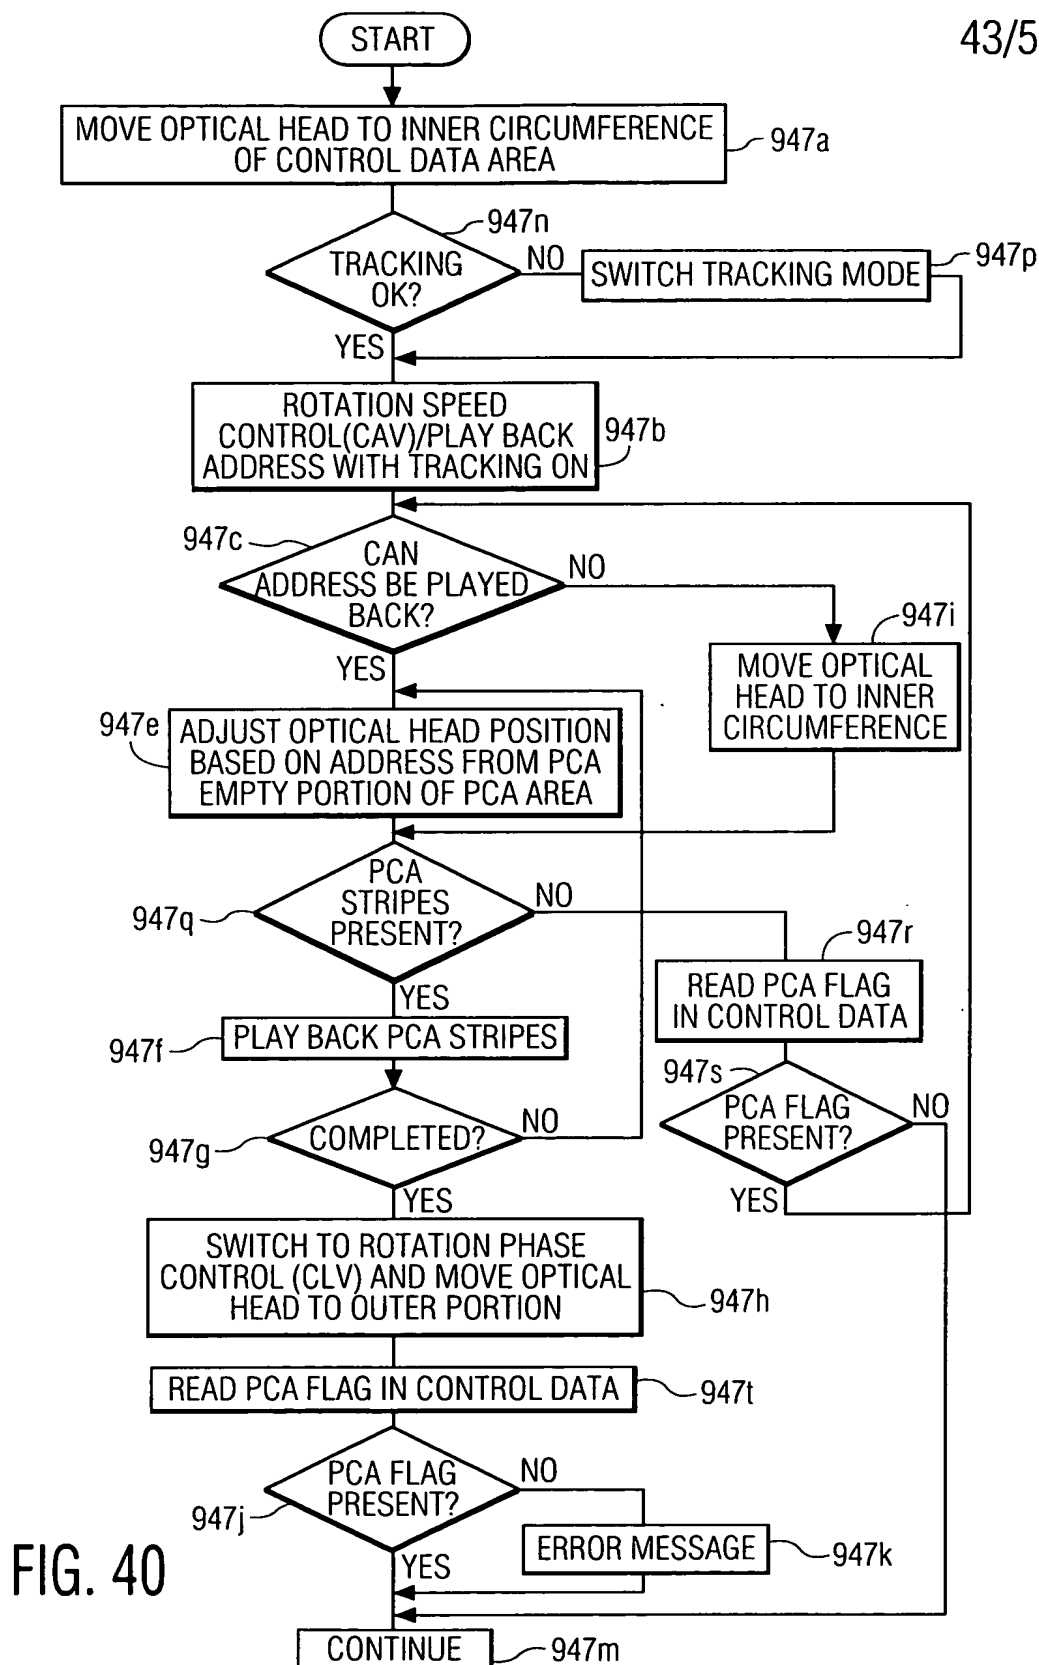 START
43/5
MOVE OPTICAL HEAD TO INNER CIRCUMFERENCE
OF CONTROL DATA AREA
947a
947n
TRACKING
OK?
NO
SWITCH TRACKING MODE
947p
YES
ROTATION SPEED
CONTROL(CAV)/PLAY BACK
ADDRESS WITH TRACKING ON
947b
947c
CAN
ADDRESS BE PLAYED
BACK?
NO
947i
MOVE OPTICAL
HEAD TO INNER
CIRCUMFERENCE
YES
947e
ADJUST OPTICAL HEAD POSITION
BASED ON ADDRESS FROM PCA
EMPTY PORTION OF PCA AREA
PCA
STRIPES
PRESENT?
NO
947q
947r
READ PCA FLAG
IN CONTROL DATA
YES
PLAY BACK PCA STRIPES
947f
947s
PCA FLAG
PRESENT?
NO
YES
COMPLETED?
NO
947g
YES
SWITCH TO ROTATION PHASE
CONTROL (CLV) AND MOVE OPTICAL
HEAD TO OUTER PORTION
947h
READ PCA FLAG IN CONTROL DATA
947t
PCA FLAG
PRESENT?
NO
947j
ERROR MESSAGE
947k
YES
FIG. 40
CONTINUE
947m